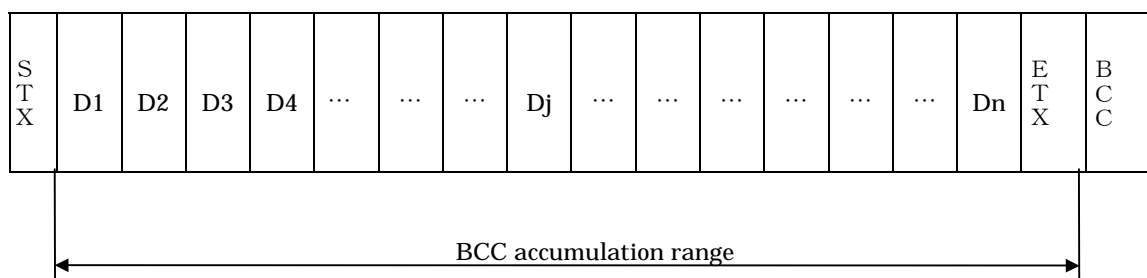 STX D1 D2 D3 D4 … … … Dj … … … … … … Dn ETX BCC
BCC accumulation range